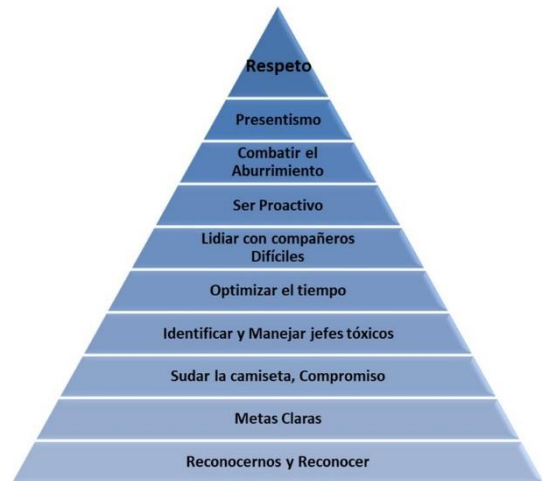 Respeto
Presentismo
Combatir el
Aburrimiento
Ser Proactivo
Lidiar con compañeros
Difíciles
Optimizar el tiempo
Identificar y Manejar jefes tóxicos
Sudar la camiseta, Compromiso
Metas Claras
Reconocernos y Reconocer